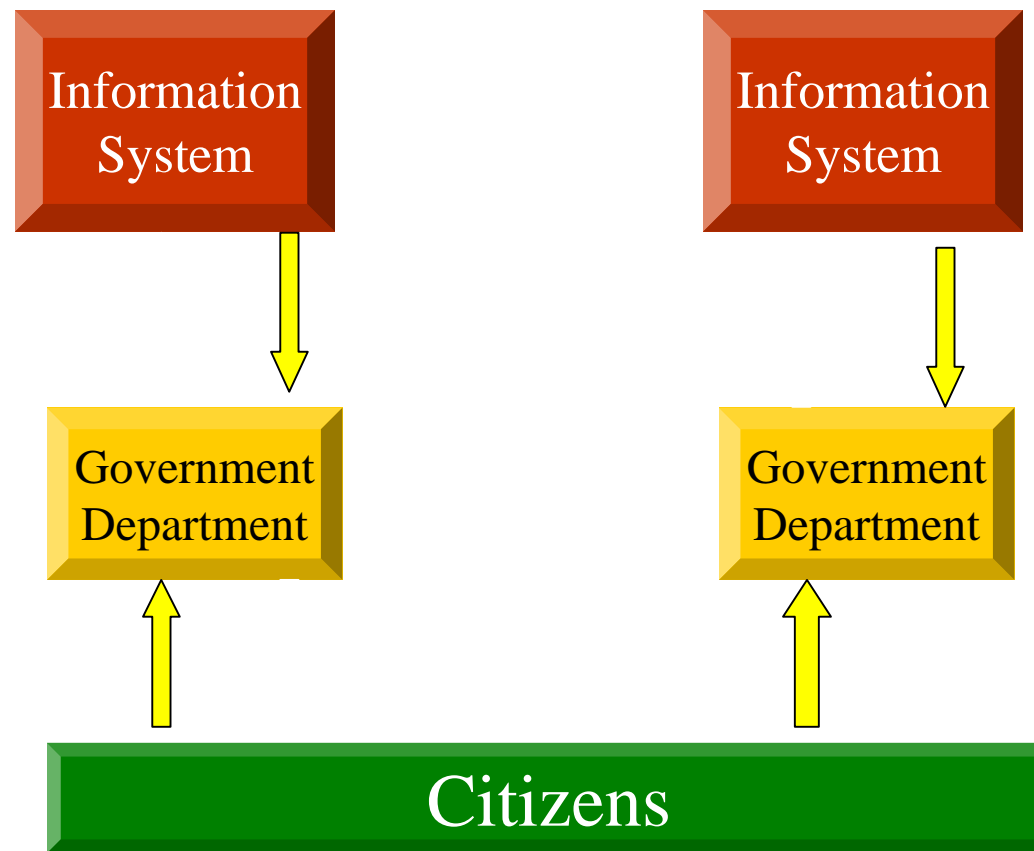 Information
System
Information
System
Government
Department
Government
Department
Citizens